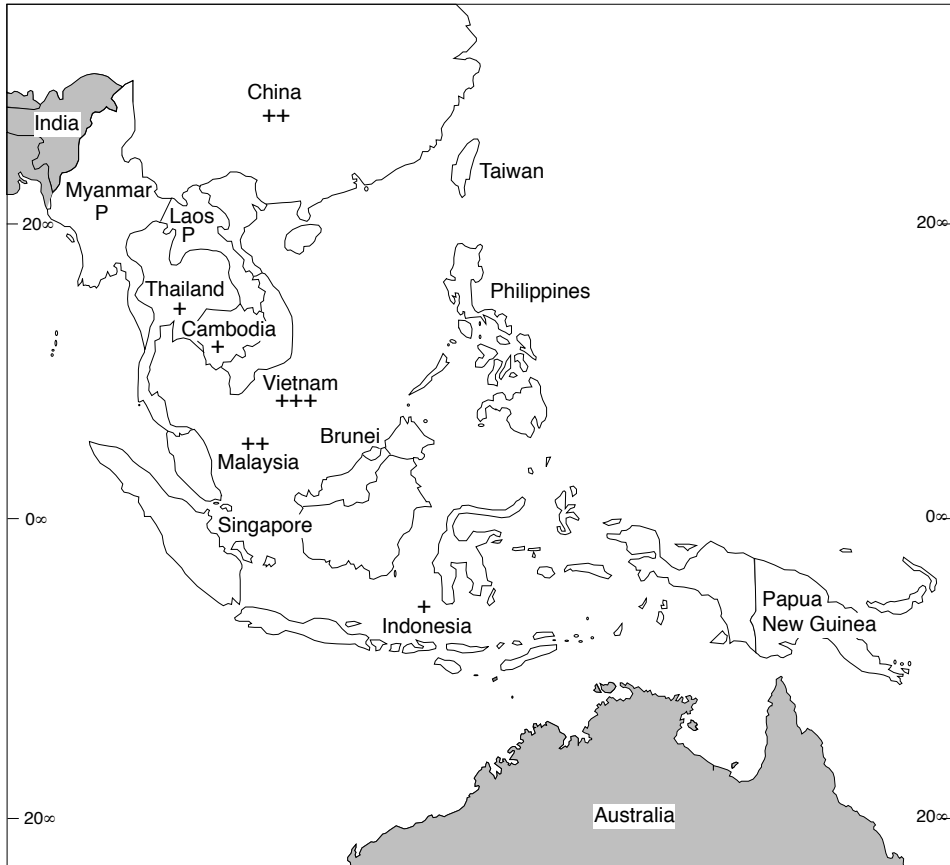 China
++
India
Taiwan
Myanmar
P
Laos
P
20∞
20∞
Thailand
+
Philippines
Cambodia
+
Vietnam
+++
Brunei
++
Malaysia
0∞
Singapore
0∞
+
Indonesia
Papua
New Guinea
20∞
Australia
20∞